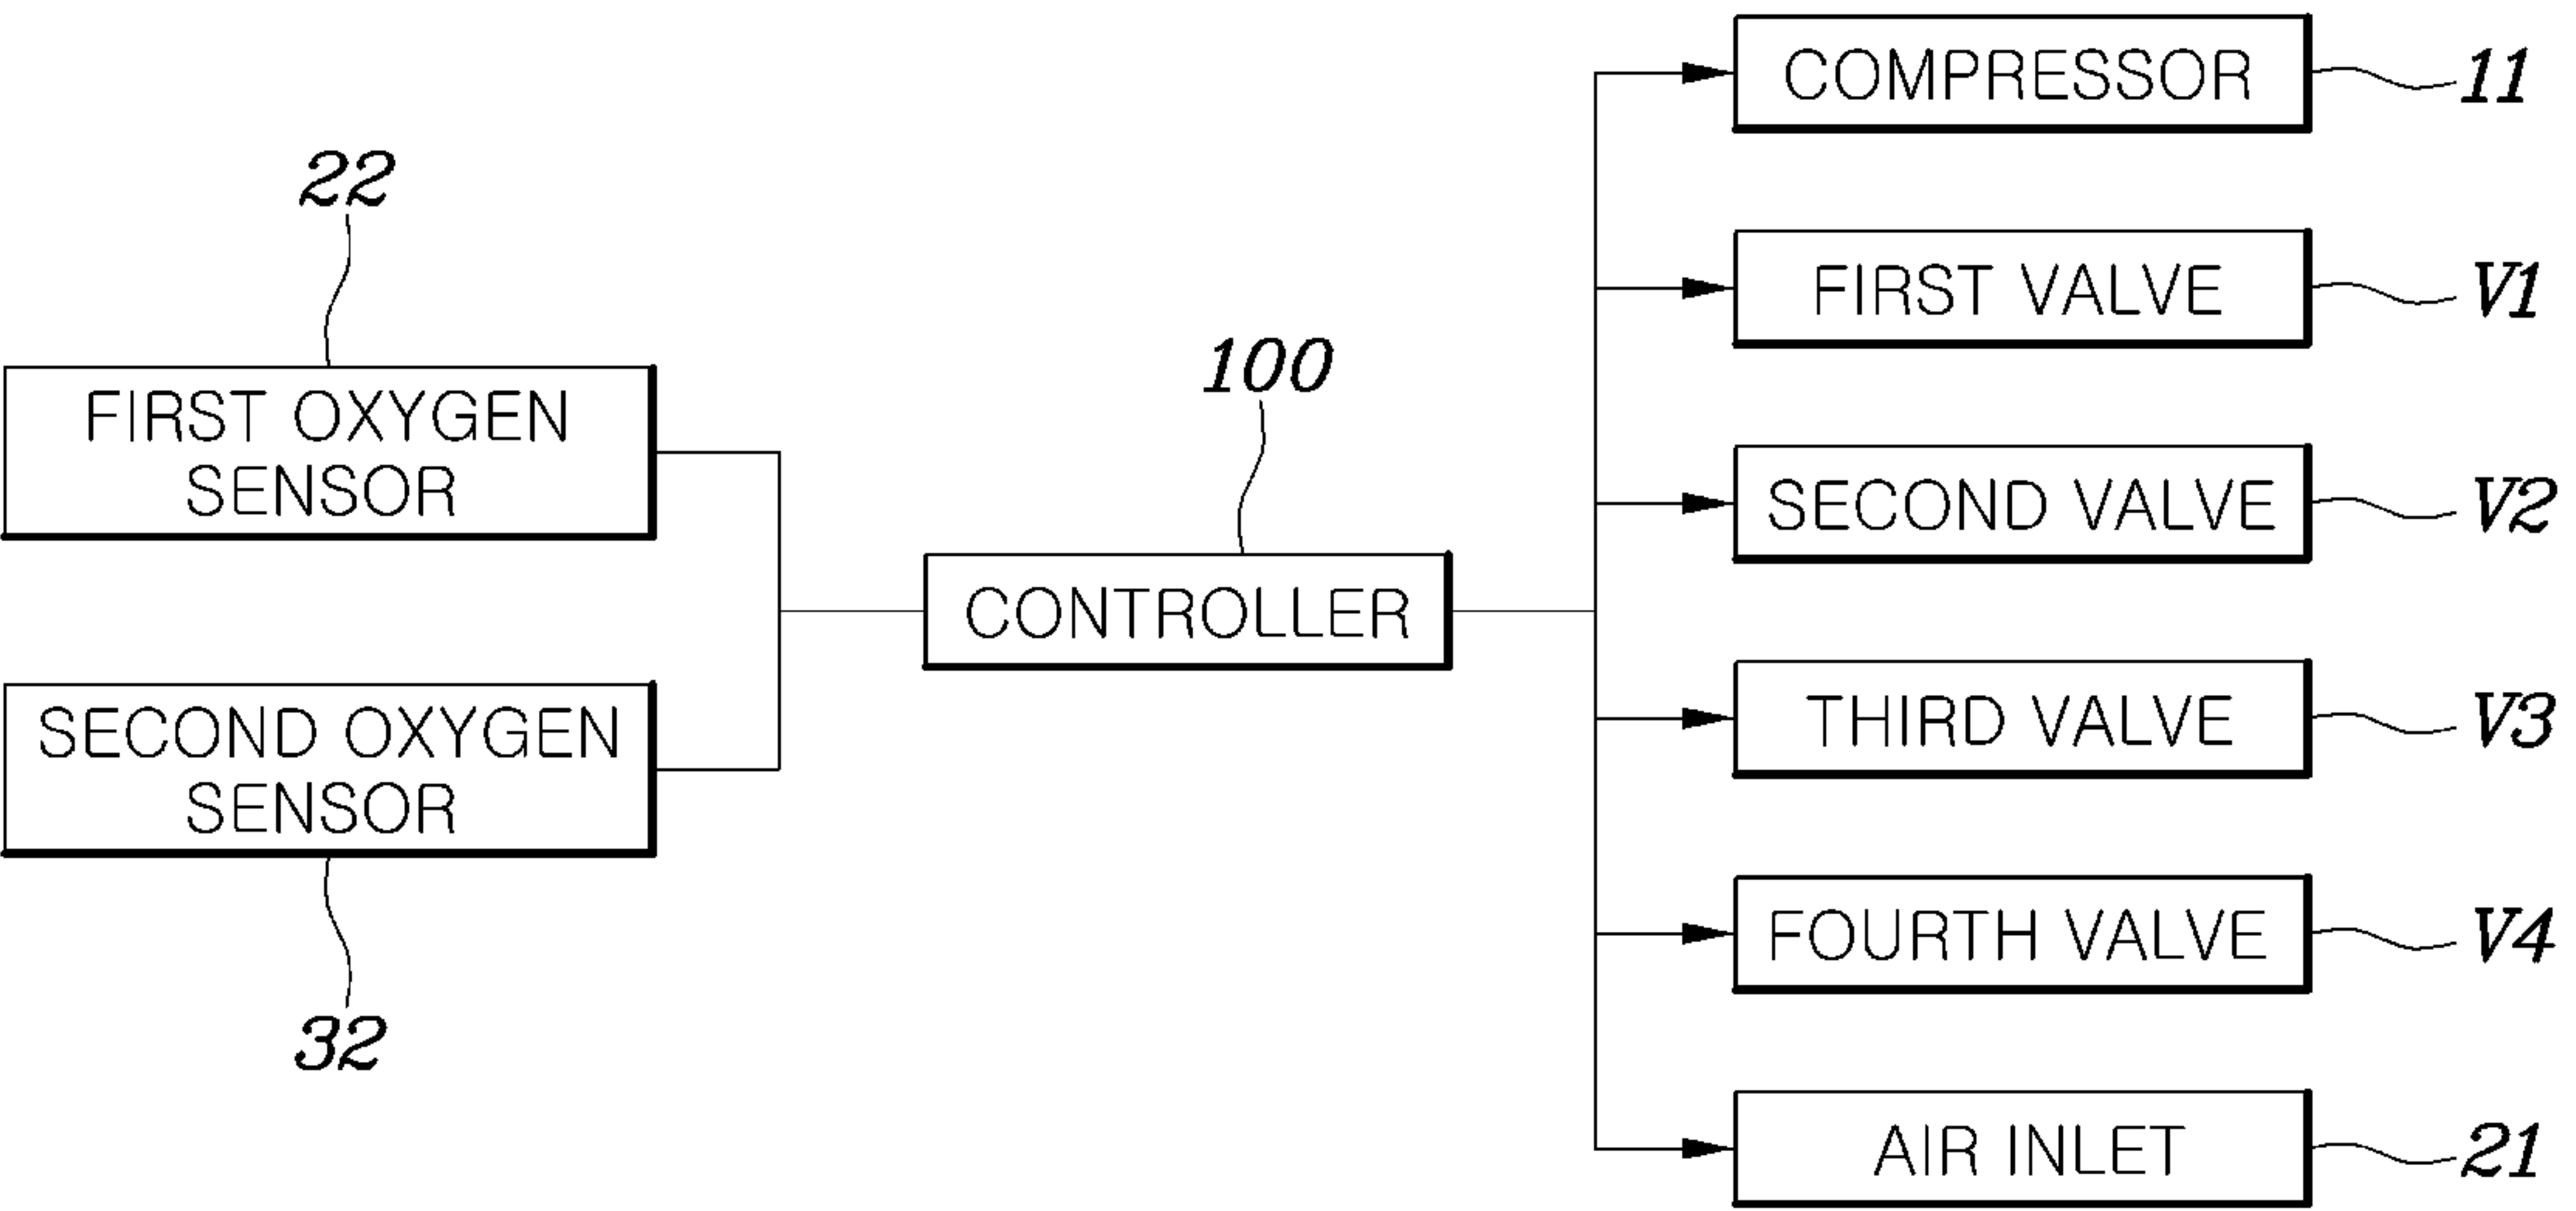 COMPRESSOR 11
22
FIRST VALVE V1
100
FIRST OXYGEN
SENSOR
SECOND VALVE V2
CONTROLLER
SECOND OXYGEN
SENSOR
THIRD VALVE V3
32
FOURTH VALVE V4
AIR INLET 21